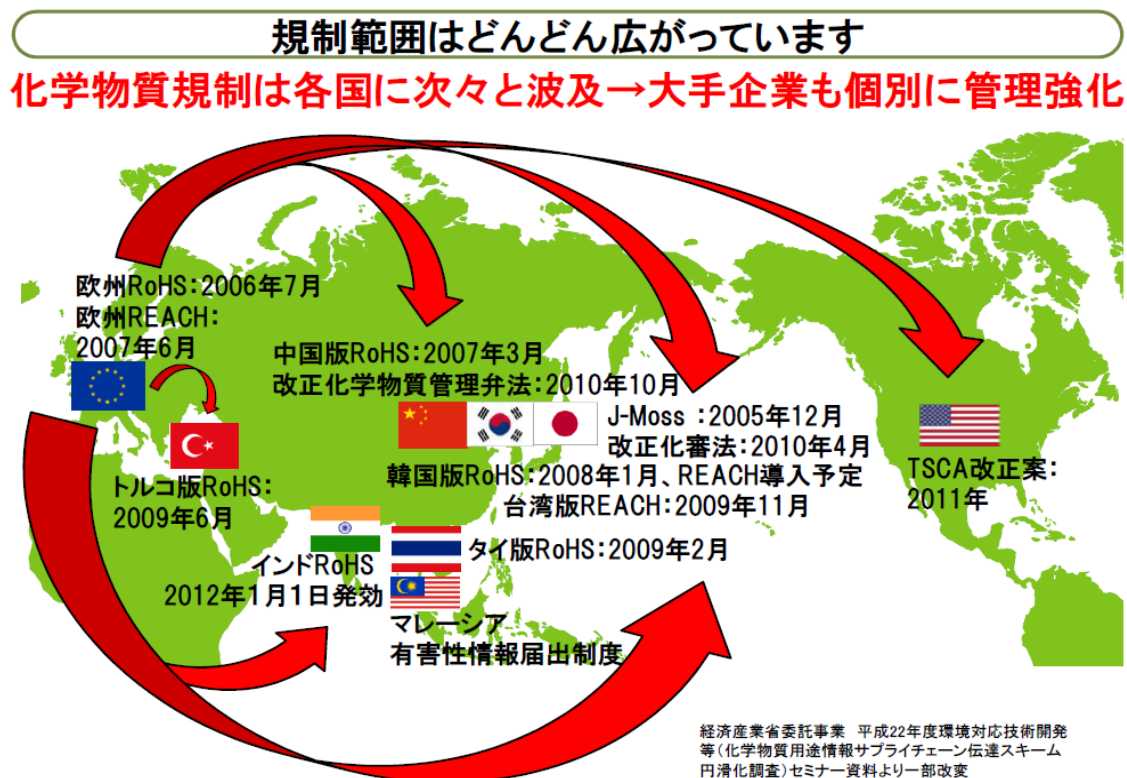 規制範囲はどんどん広がっています
化学物質規制は各国に次々と波及→大手企業も個別に管理強化
欧州RoHS:2006年7月
欧州REACH:
2007年6月
中国版RoHS:2007年3月
改正化学物質管理弁法:2010年10月
J-Moss :2005年12月
改正化審法:2010年4月
韓国版RoHS:2008年1月、REACH導入予定
台湾版REACH:2009年11月
TSCA改正案:
2011年
トルコ版RoHS:
2009年6月
インドRoHS
2012年1月1日発効
タイ版RoHS:2009年2月
マレーシア
有害性情報届出制度
経済産業省委託事業 平成22年度環境対応技術開発
等(化学物質用途情報サプライチェーン伝達スキーム
円滑化調査)セミナー資料より一部改変